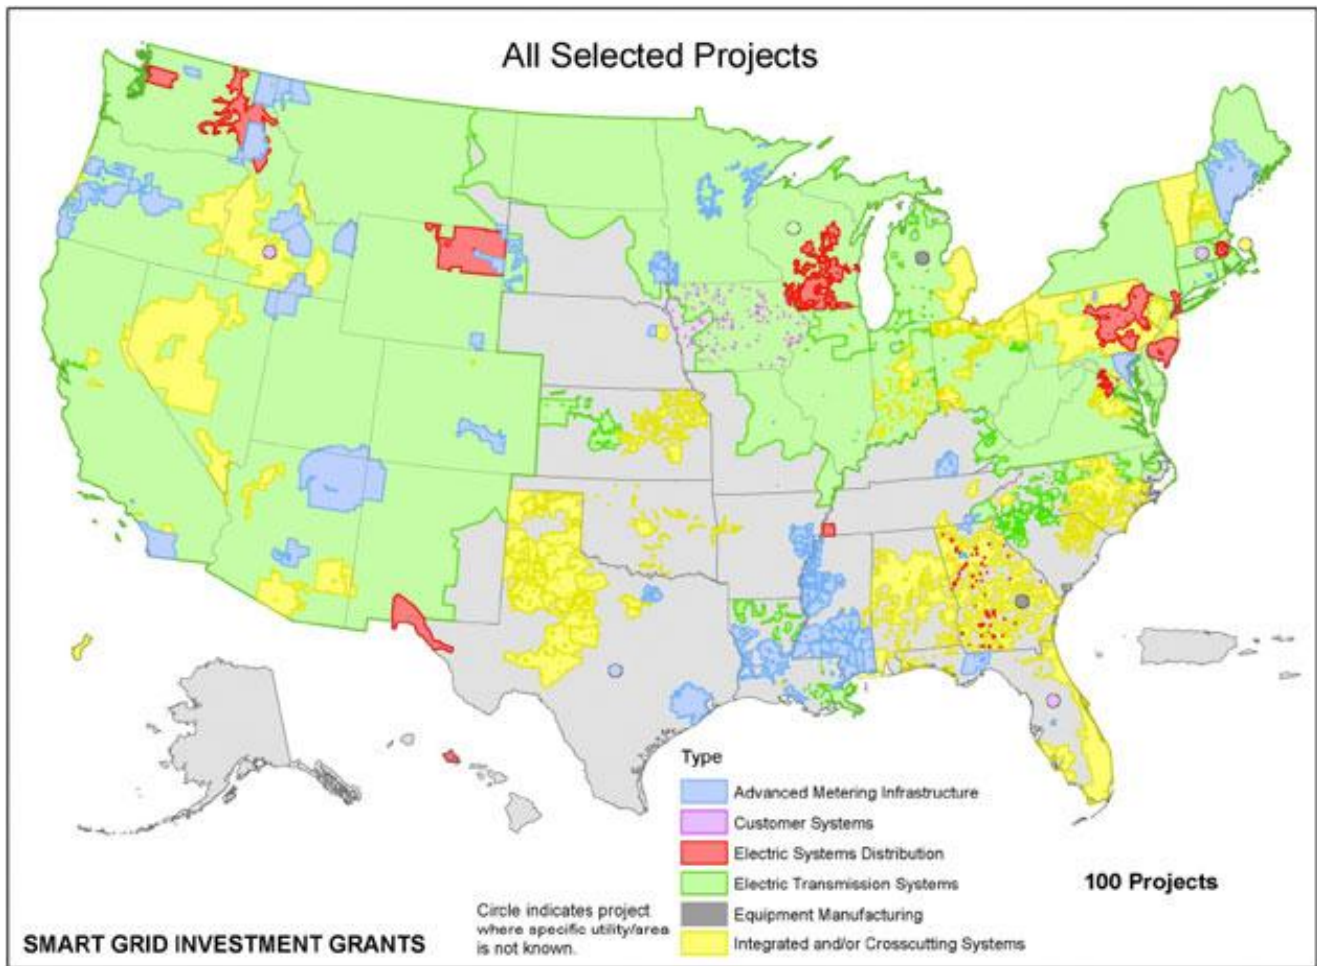 All Selected Projects
Type
Advanced Metering Infrastructure
Customer Systems
Electric Systems Distribution
Electric Transmission Systems
Equipment Manufacturing
Integrated and/or Crosscutting Systems
100 Projects
Circle indicates project
where specific utility/area
is not known.
SMART GRID INVESTMENT GRANTS